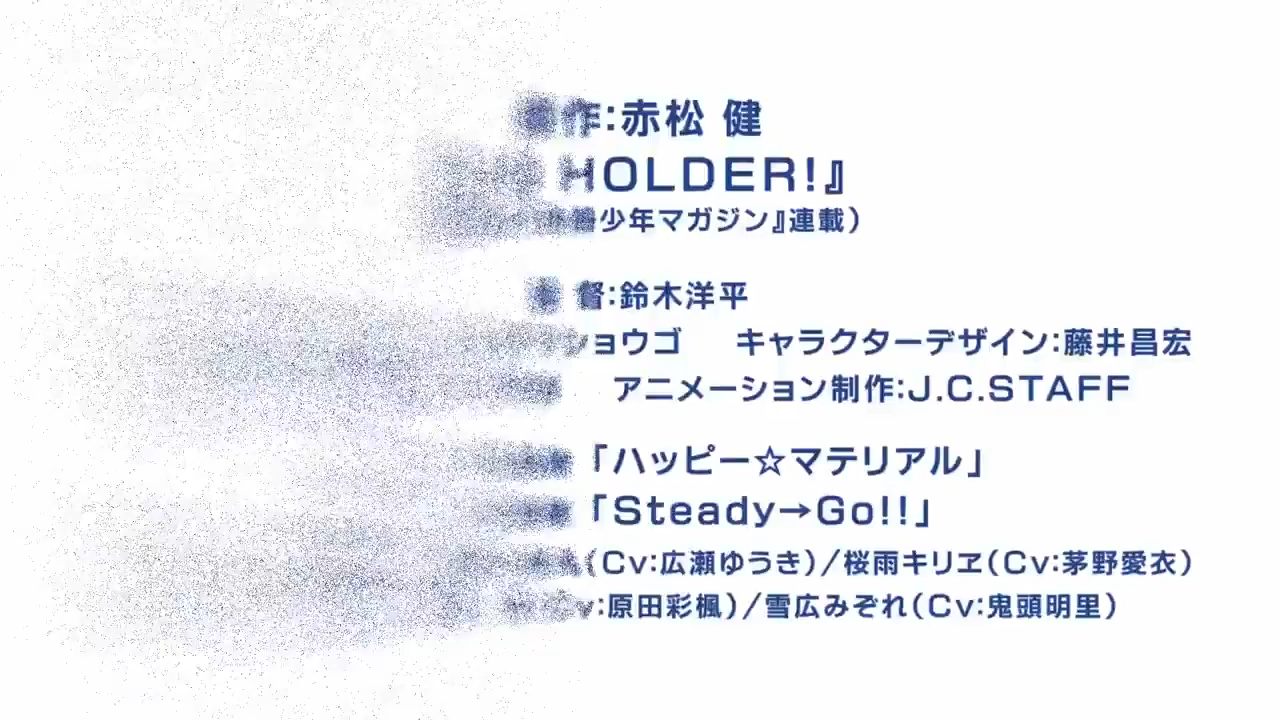 作:赤松 健
HOLDER!』
少年マガジン』連載)
督:鈴木洋平
ョウゴ キャラクターデザイン:藤井昌宏
アニメーション制作:J.C.STAFF
「ハッピー☆マテリアル」
「Steady→Go!!」
(Cv:広瀬ゆうき)/桜雨キリヱ(Cv:茅野愛衣)
Cv:原田彩楓)/雪広みぞれ(Cv:鬼頭明里)